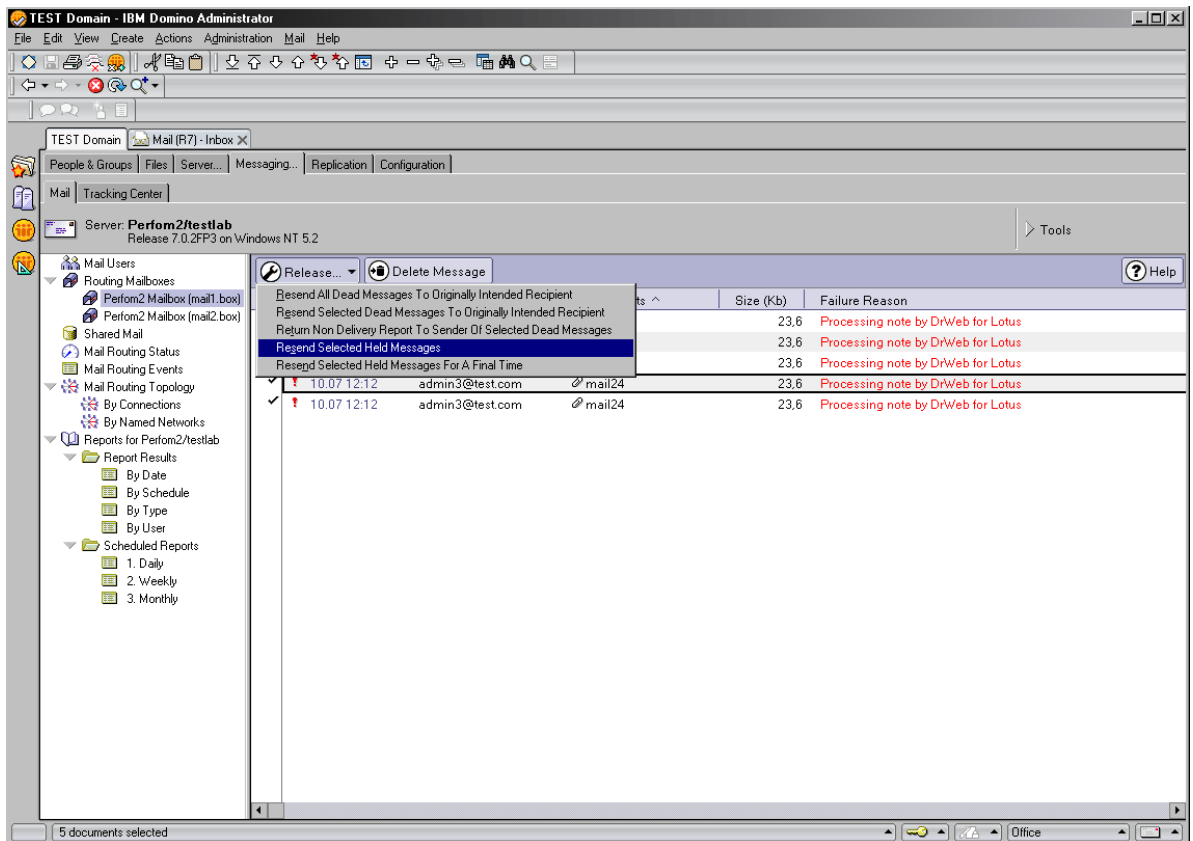 TEST Domain - IBM Domino Administrator
File Edit View Create Actions Administration Mail Help
TEST Domain Mail (R7) - Inbox
People & Groups Files Server... Messaging... Replication Configuration
Mail Tracking Center
Server: Perfom2/testlab
Release 7.0.2FP3 on Windows NT 5.2
Tools
Mail Users
Routing Mailboxes
Perfom2 Mailbox (mail1.box)
Perfom2 Mailbox (mail2.box)
Shared Mail
Mail Routing Status
Mail Routing Events
Mail Routing Topology
By Connections
By Named Networks
Reports for Perfom2/testlab
Report Results
By Date
By Schedule
By Type
By User
Scheduled Reports
1. Daily
2. Weekly
3. Monthly
Release... Delete Message Help
Resend All Dead Messages To Originally Intended Recipient
Resend Selected Dead Messages To Originally Intended Recipient
Return Non Delivery Report To Sender Of Selected Dead Messages
Resend Selected Held Messages
Resend Selected Held Messages For A Final Time
ts Size (Kb) Failure Reason
23,6 Processing note by DrWeb for Lotus
23,6 Processing note by DrWeb for Lotus
23,6 Processing note by DrWeb for Lotus
10.07 12:12 admin3@test.com mail24 23,6 Processing note by DrWeb for Lotus
10.07 12:12 admin3@test.com mail24 23,6 Processing note by DrWeb for Lotus
5 documents selected
Office